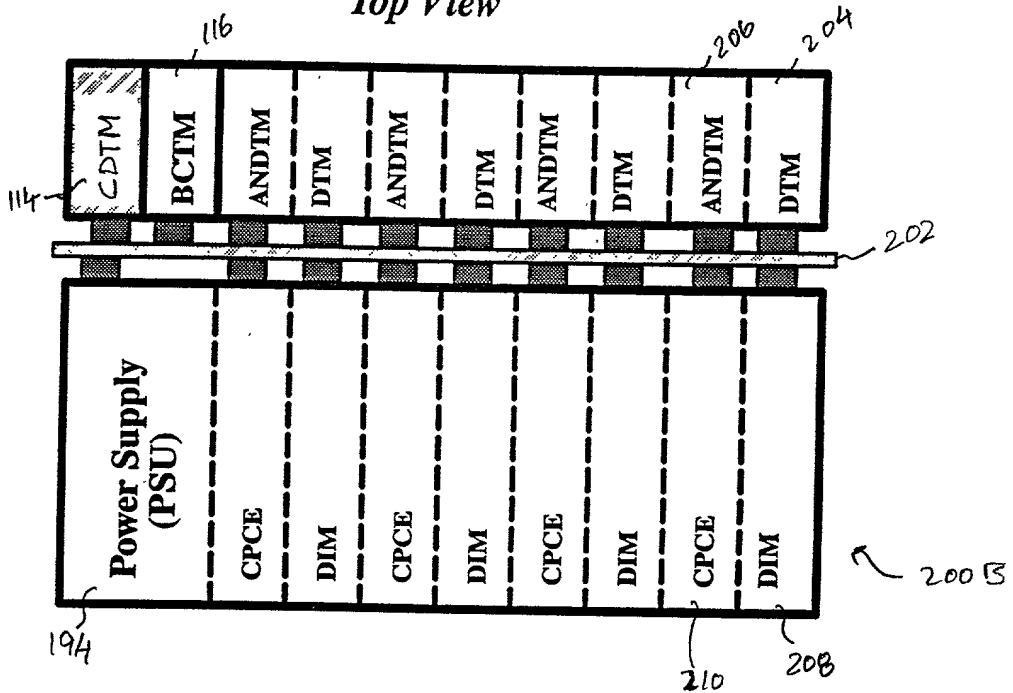 Top View
116
206
204
CDTM
BCTM
ANDTM
DTM
ANDTM
DTM
ANDTM
DTM
ANDTM
DTM
114
202
Power Supply
(PSU)
CPCE
DIM
CPCE
DIM
CPCE
DIM
CPCE
DIM
200B
194
210
208